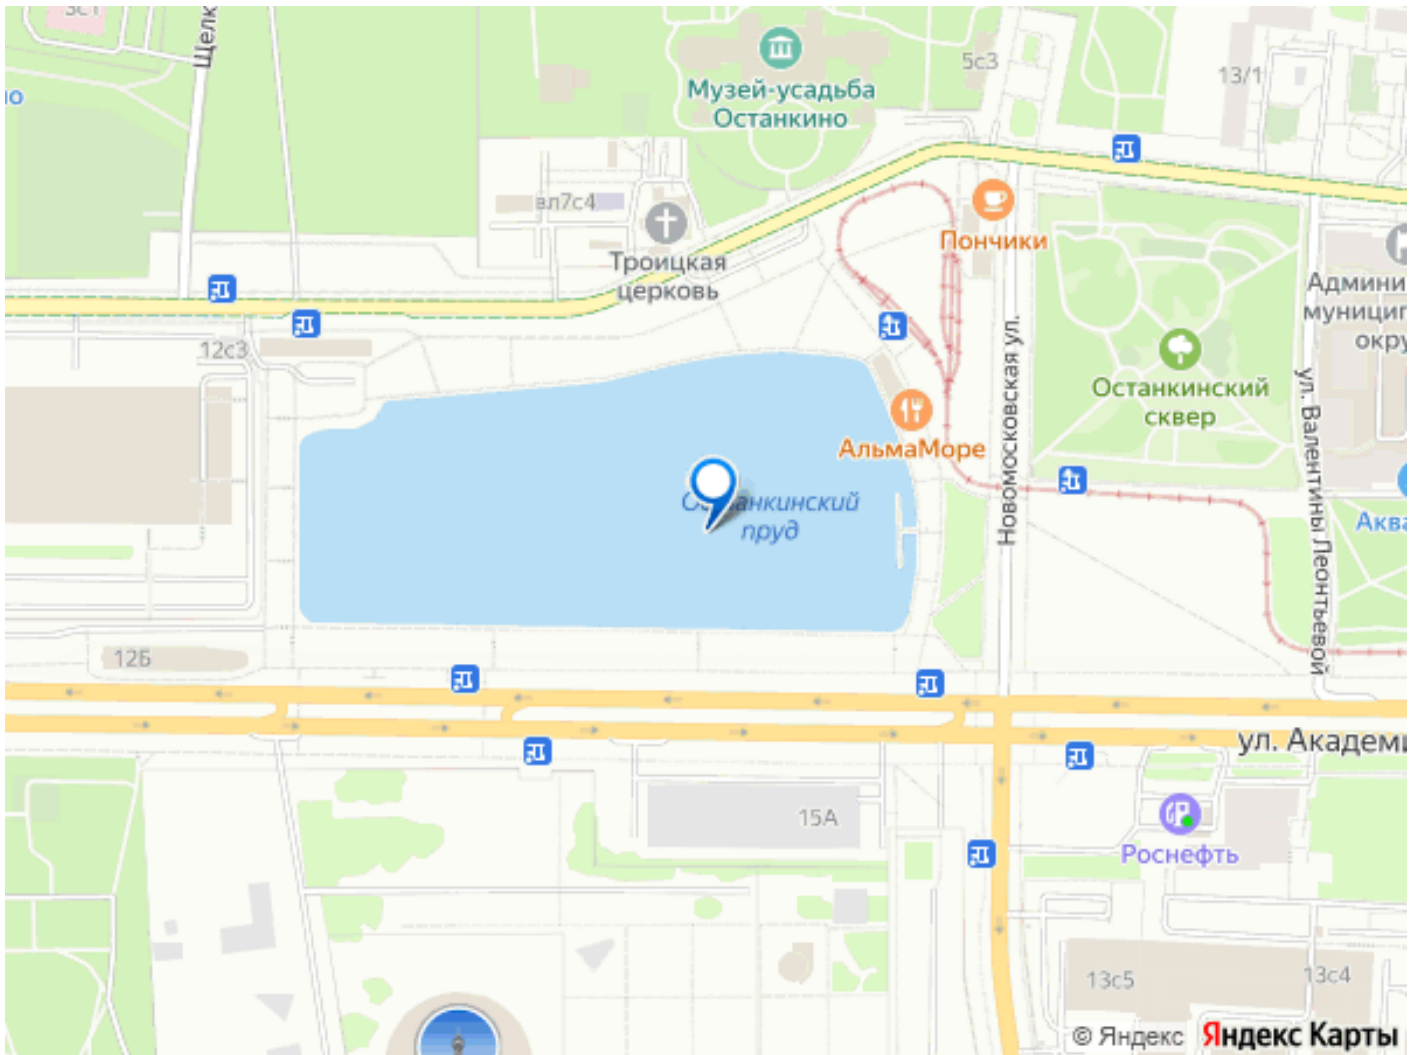 3с1
Щелк
ю
Музей-усадьба
Останкино
5с3
13/1
вл7с4
Троицкая
церковь
Пончики
Админи
муницип
окру
12с3
Новомосковская ул.
Останкинский
сквер
ул. Валентины Леонтьевой
АльмаМоре
Останкинский
пруд
Аква
12Б
ул. Академи
15А
Роснефть
13с5
13с4
© Яндекс Яндекс Карты